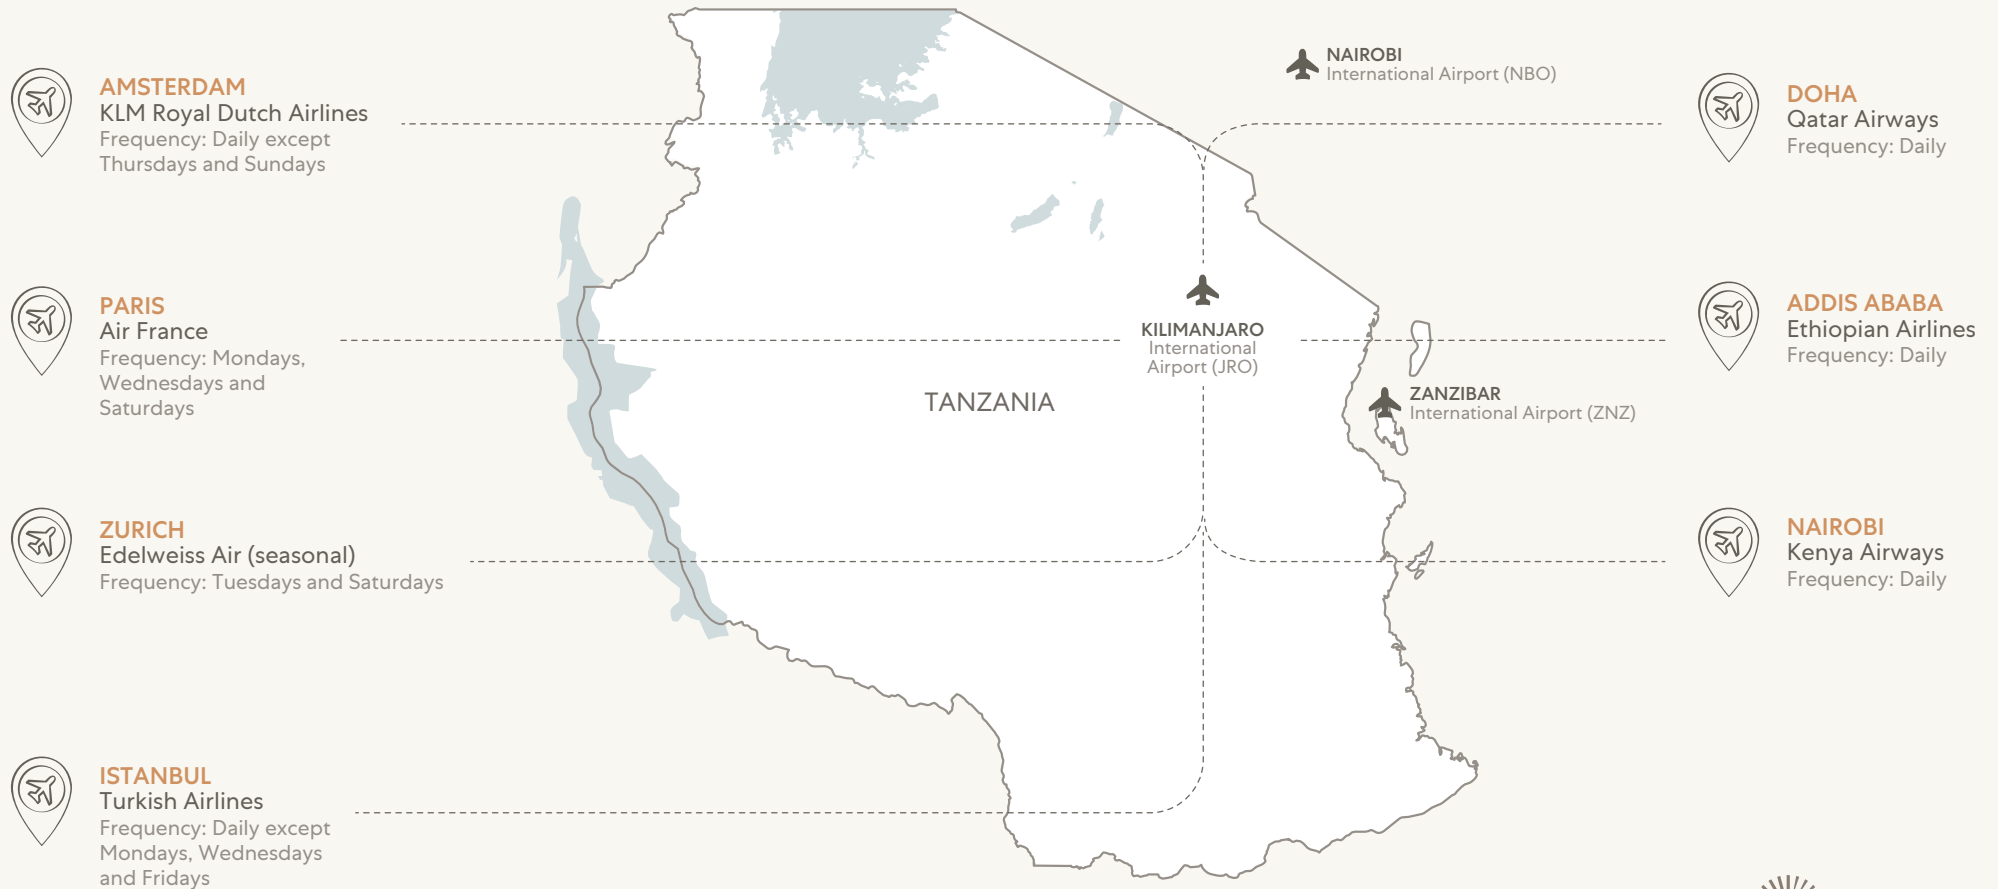 AMSTERDAM
KLM Royal Dutch Airlines
Frequency: Daily except
Thursdays and Sundays
PARIS
Air France
Frequency: Mondays,
Wednesdays and
Saturdays
ZURICH
Edelweiss Air (seasonal)
Frequency: Tuesdays and Saturdays
ISTANBUL
Turkish Airlines
Frequency: Daily except
Mondays, Wednesdays
and Fridays
NAIROBI
International Airport (NBO)
KILIMANJARO
International
Airport (JRO)
TANZANIA
ZANZIBAR
International Airport (ZNZ)
DOHA
Qatar Airways
Frequency: Daily
ADDIS ABABA
Ethiopian Airlines
Frequency: Daily
NAIROBI
Kenya Airways
Frequency: Daily